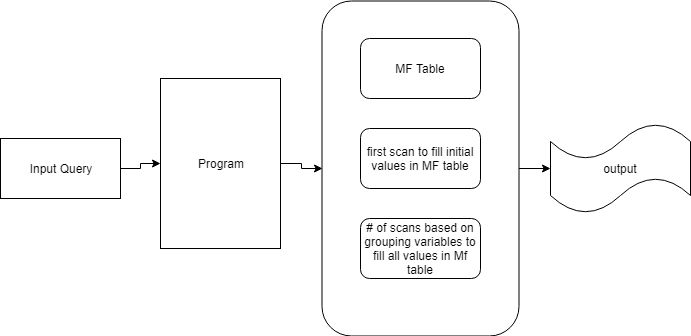 Input Query
Program
MF Table
first scan to fill initial
values in MF table
# of scans based on
grouping variables to
fill all values in Mf
table
output